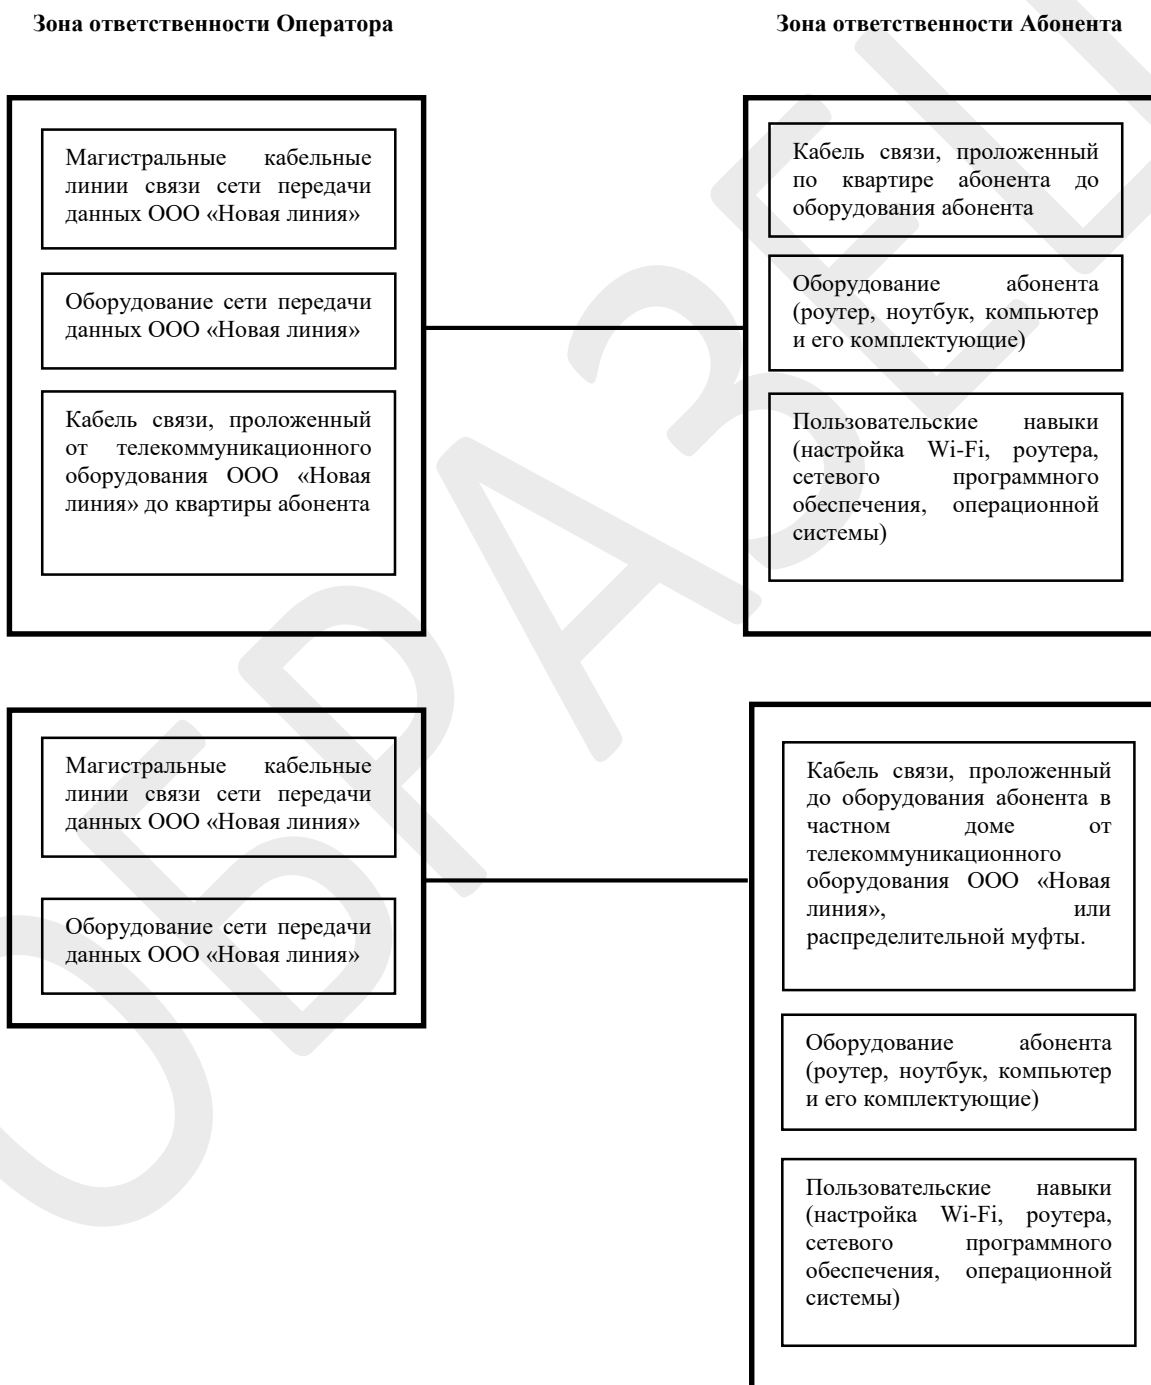 Зона ответственности Оператора
Зона ответственности Абонента
Магистральные кабельные
линии связи сети передачи
данных ООО «Новая линия»
Оборудование сети передачи
данных ООО «Новая линия»
Кабель связи, проложенный
от телекоммуникационного
оборудования ООО «Новая
линия» до квартиры абонента
Кабель связи, проложенный
по квартире абонента до
оборудования абонента
Оборудование абонента
(роутер, ноутбук, компьютер
и его комплектующие)
Пользовательские навыки
(настройка Wi-Fi, роутера,
сетевого программного
обеспечения, операционной
системы)
Магистральные кабельные
линии связи сети передачи
данных ООО «Новая линия»
Оборудование сети передачи
данных ООО «Новая линия»
Кабель связи, проложенный
до оборудования абонента в
частном доме от
телекоммуникационного
оборудования ООО «Новая
линия», или
распределительной муфты.
Оборудование абонента
(роутер, ноутбук, компьютер
и его комплектующие)
Пользовательские навыки
(настройка Wi-Fi, роутера,
сетевого программного
обеспечения, операционной
системы)
ОБРАЗЕЦ